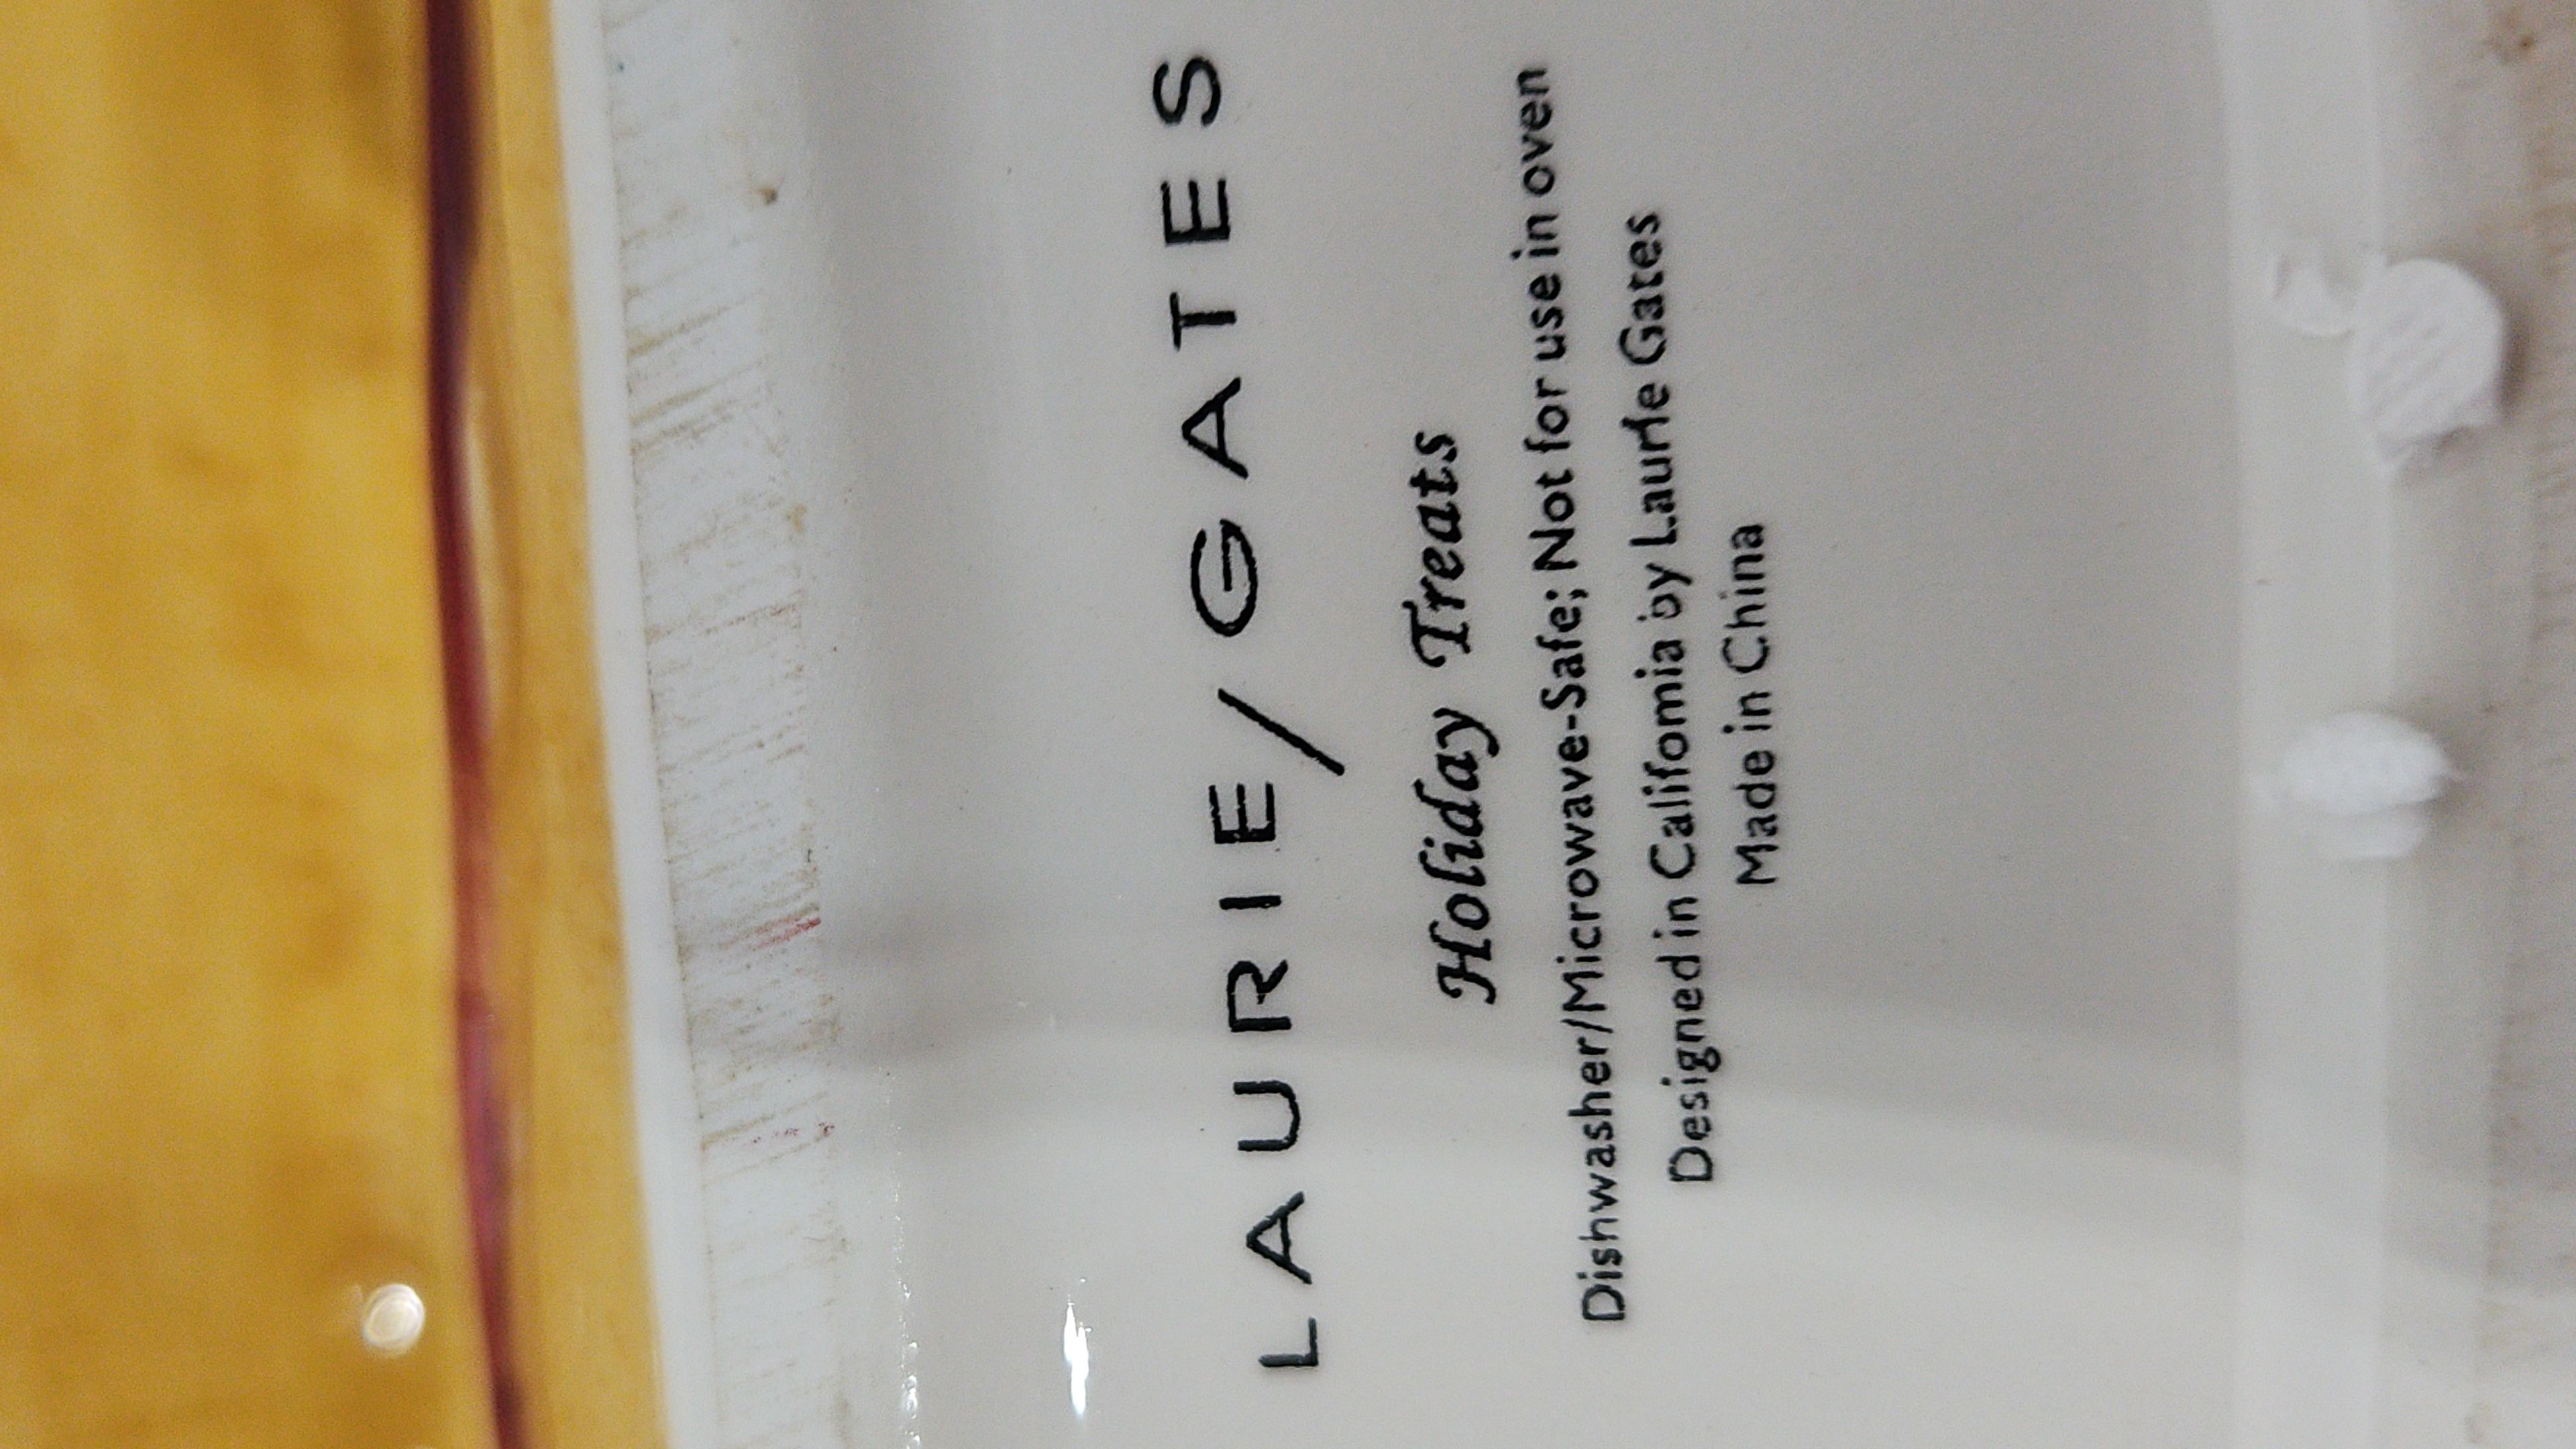 LAURIE/GATES
Holiday Treats
Dishwasher/Microwave-Safe; Not for use in oven
Designed in California by Laurie Gates
Made in China